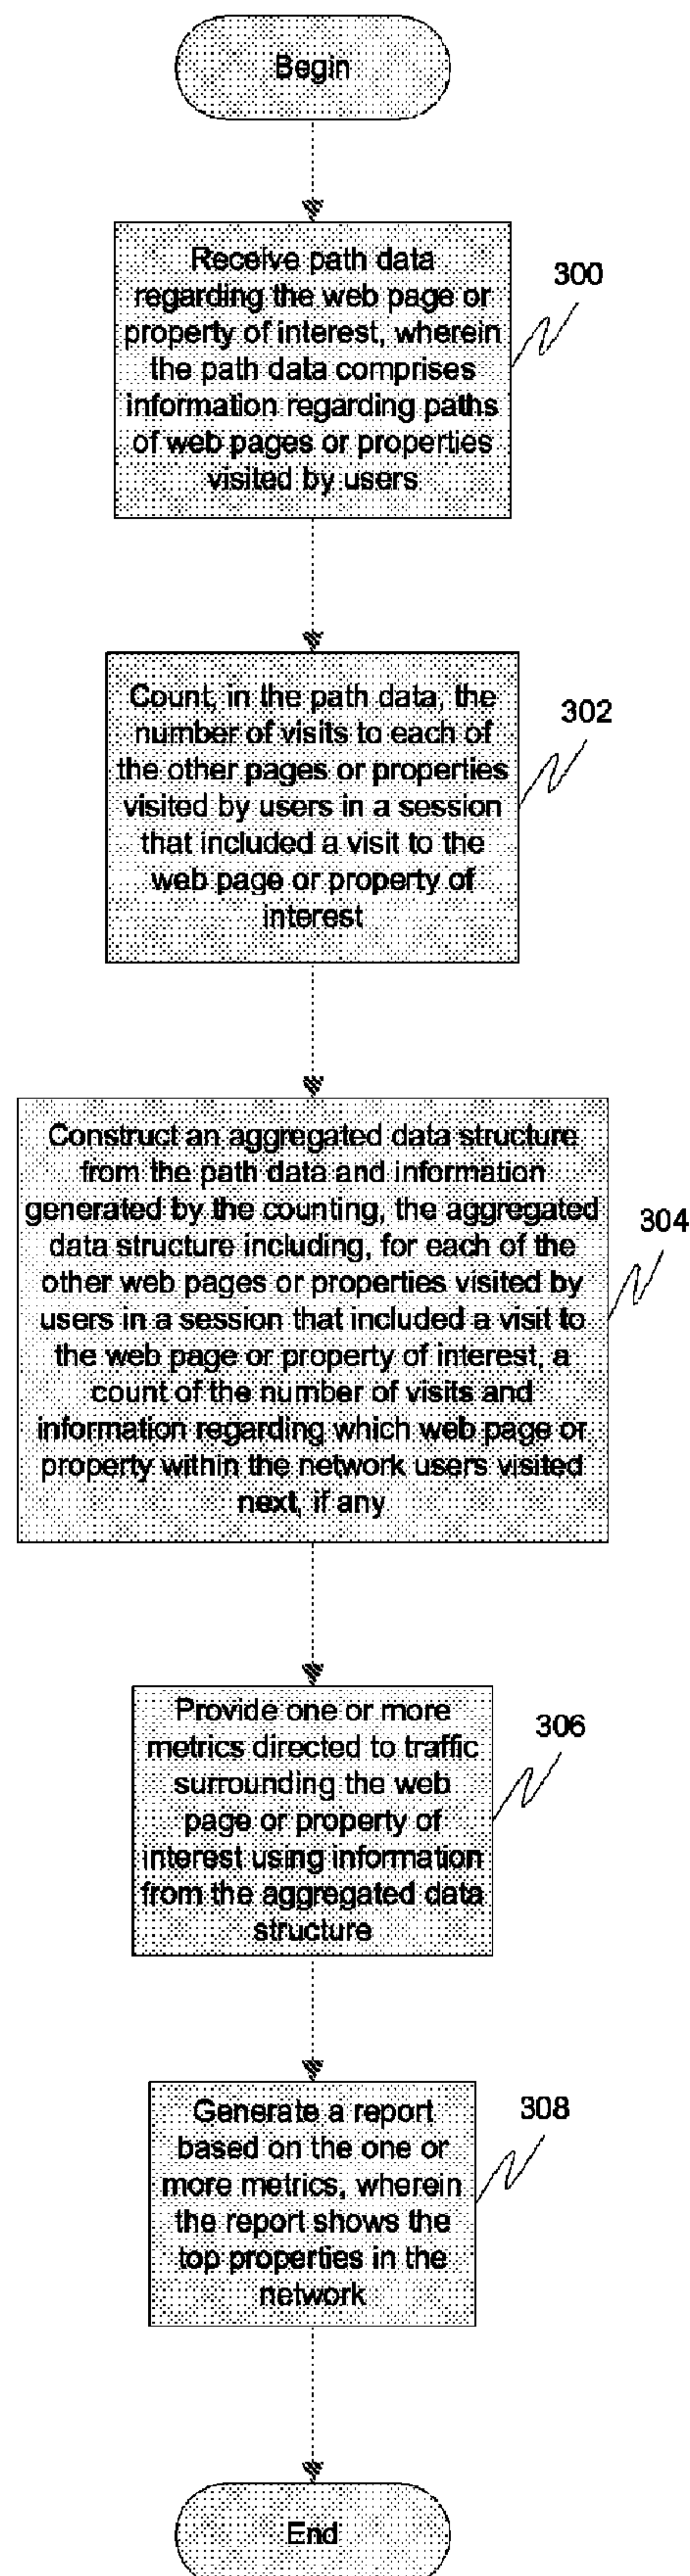 Begin
Receive path data
regarding the web page or
property of interest, wherein
the path data comprises
information regarding paths
of web pages or properties
visited by users
300
Count, in the path data, the
number of visits to each of
the other pages or properties
visited by users in a session
that included a visit to the
web page or property of
interest
302
Construct an aggregated data structure
from the path data and information
generated by the counting, the aggregated
data structure including, for each of the
other web pages or properties visited by
users in a session that included a visit to
the web page or property of interest, a
count of the number of visits and
information regarding which web page or
property within the network users visited
next, if any
304
Provide one or more
metrics directed to traffic
surrounding the web
page or property of
interest using information
from the aggregated data
structure
306
Generate a report
based on the one or
more metrics, wherein
the report shows the
top properties in the
network
308
End